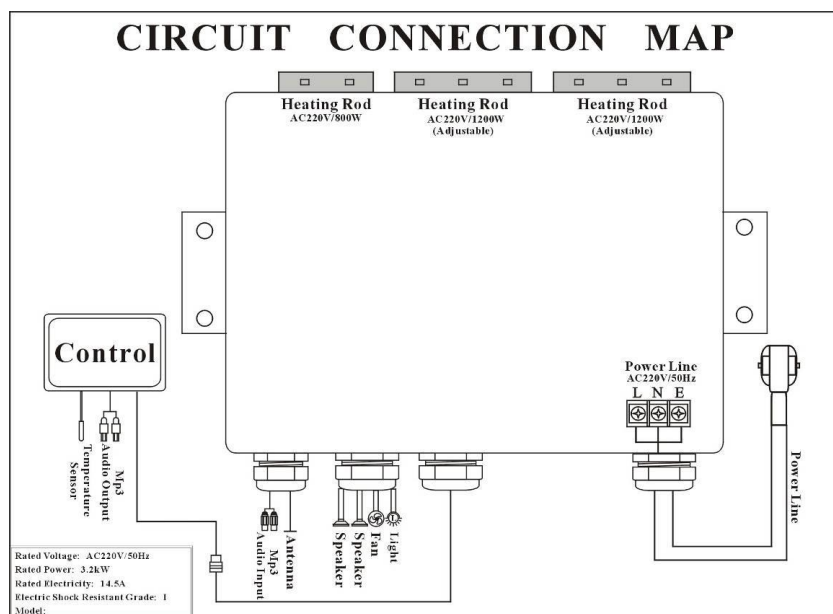 CIRCUIT CONNECTION MAP
Heating Rod
AC220V/800W
Heating Rod
AC220V/1200W
(Adjustable)
Heating Rod
AC220V/1200W
(Adjustable)
Control
Temperature
Sensor
Mp3
Audio Output
Mp3
Audio Input
Antenna
Speaker
Speaker
Fan
Light
Power Line
AC220V/50Hz
L N E
Power Line
Rated Voltage: AC220V/50Hz
Rated Power: 3.2kW
Rated Electricity: 14.5A
Electric Shock Resistant Grade: I
Model: